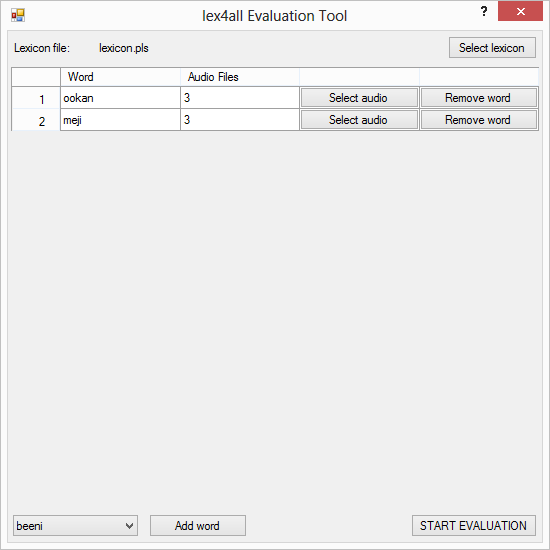 lex4all Evaluation Tool ?
Lexicon file: lexicon.pls Select lexicon
Word Audio Files
1 ookan 3 Select audio Remove word
2 meji 3 Select audio Remove word
beeni Add word START EVALUATION